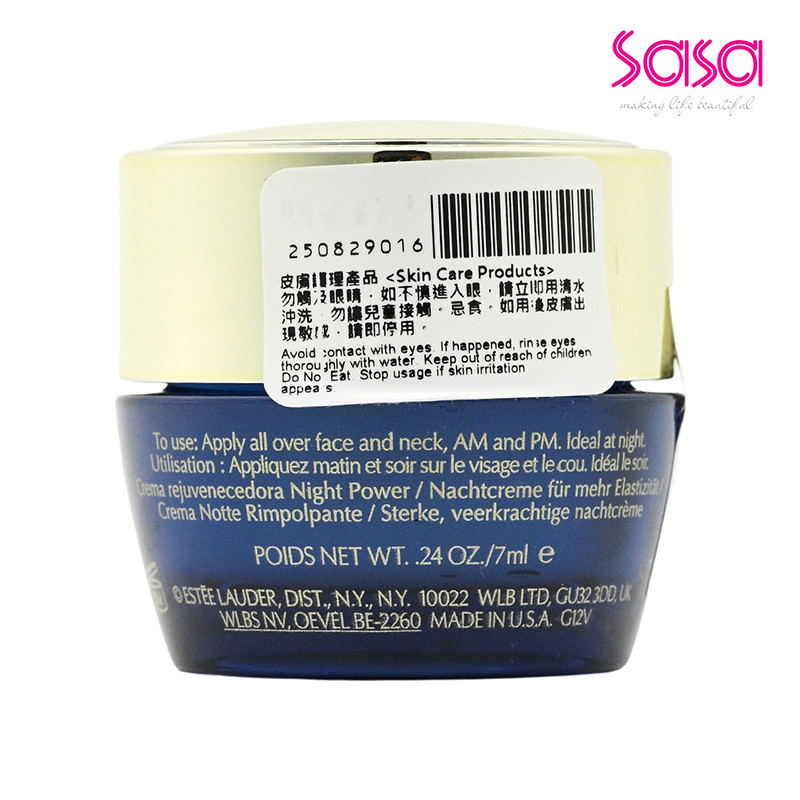 sasa
making life beautiful
250829016
皮膚護理產品 <Skin Care Products>
勿觸及眼睛，如不慎進入眼，請立即用清水
沖洗。勿讓兒童接觸。忌食。如用後皮膚出
現敏感，請即停用。
Avoid contact with eyes. If happened, rinse eyes
thoroughly with water. Keep out of reach of children.
Do Not Eat. Stop usage if skin irritation
appears.
To use: Apply all over face and neck, AM and PM. Ideal at night.
Utilisation : Appliquez matin et soir sur le visage et le cou. Idéal le soir.
Crema rejuvenecedora Night Power / Nachtcreme für mehr Elastizität /
Crema Notte Rimpolpante / Sterke, veerkrachtige nachtcrème
POIDS NET WT. .24 OZ./7ml e
© ESTĒE LAUDER, DIST., N.Y., N.Y. 10022 WLB LTD, GU32 3DD, UK
WLBS NV, OEVEL BE-2260 MADE IN U.S.A. G12V